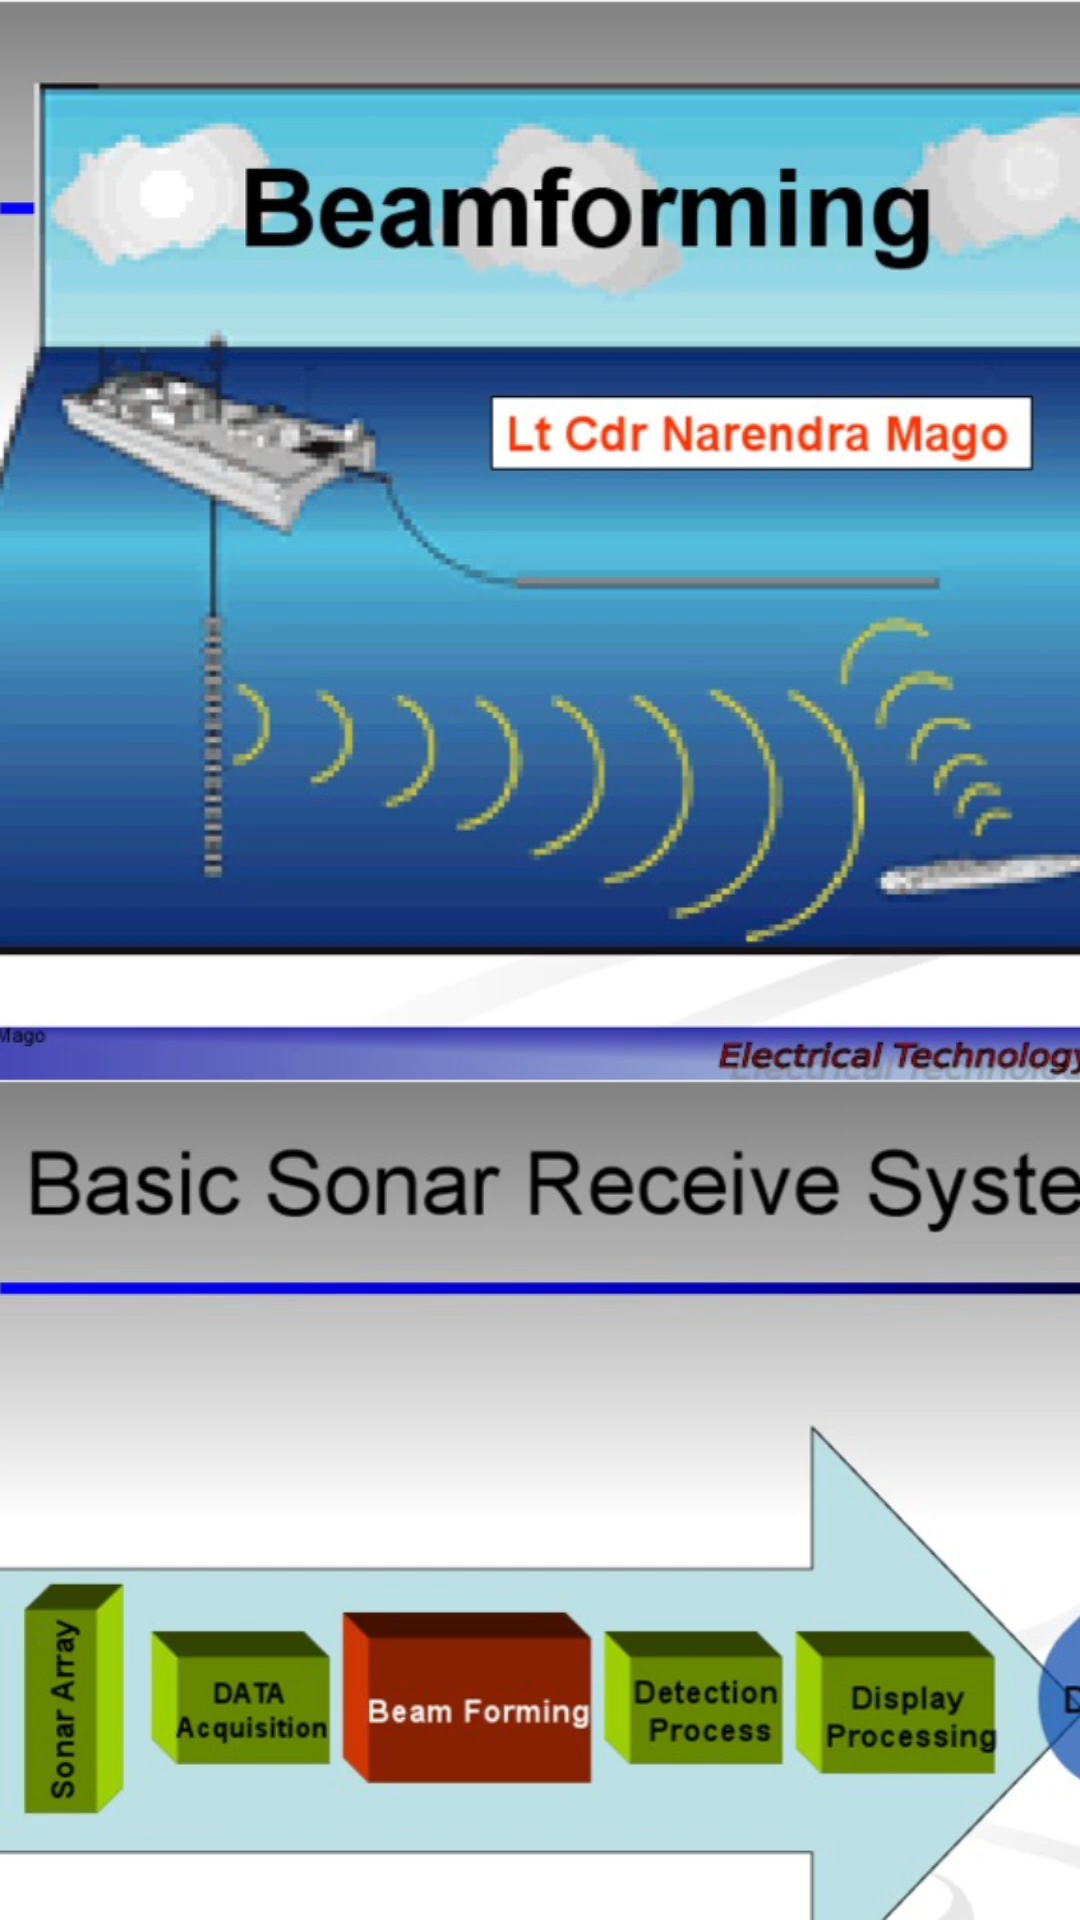 Beamforming
Lt Cdr Narendra Mago
Mago
Electrical Technology
Basic Sonar Receive
Sonar Array
DATA
Acquisition
Beam Forming
Detection
Process
Display
Processing